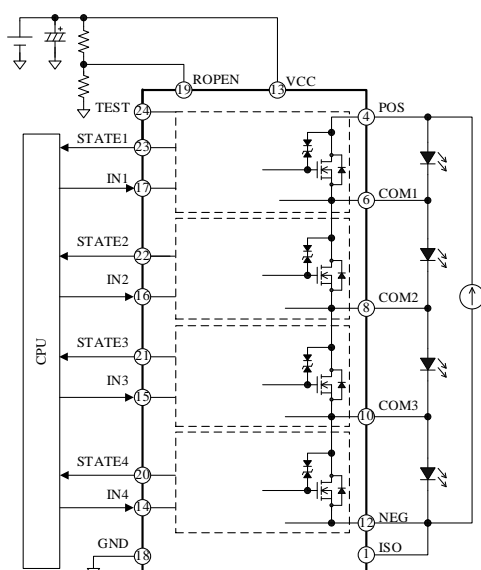 +
ROPEN
19
VCC
13
TEST
24
POS
4
STATE1
23
IN1
17
COM1
6
STATE2
22
IN2
16
COM2
8
STATE3
21
IN3
15
COM3
10
STATE4
20
IN4
14
NEG
12
GND
18
ISO
1
CPU